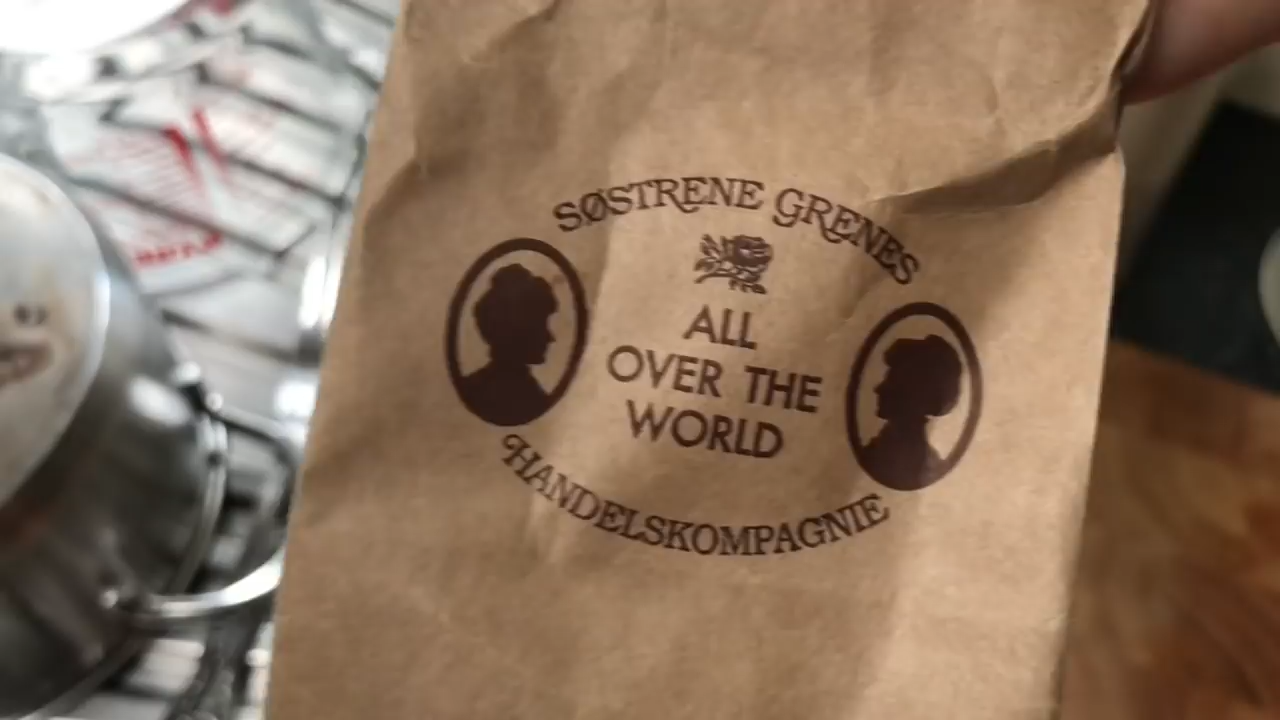 SØSTRENE GRENES
ALL
OVER THE
WORLD
HANDELSKOMPAGNIE